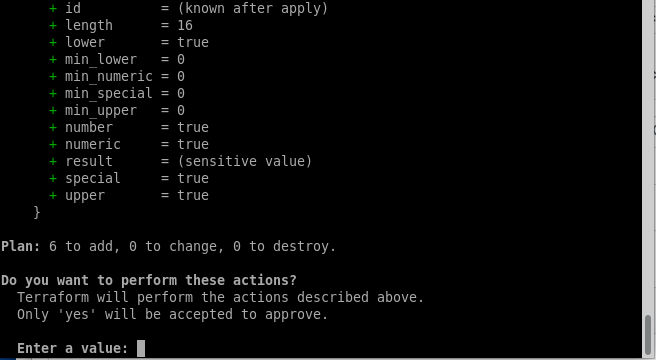 + id          = (known after apply)
+ length      = 16
+ lower       = true
+ min_lower   = 0
+ min_numeric = 0
+ min_special = 0
+ min_upper   = 0
+ number      = true
+ numeric     = true
+ result      = (sensitive value)
+ special     = true
+ upper       = true
}
Plan: 6 to add, 0 to change, 0 to destroy.
Do you want to perform these actions?
Terraform will perform the actions described above.
Only 'yes' will be accepted to approve.
Enter a value: